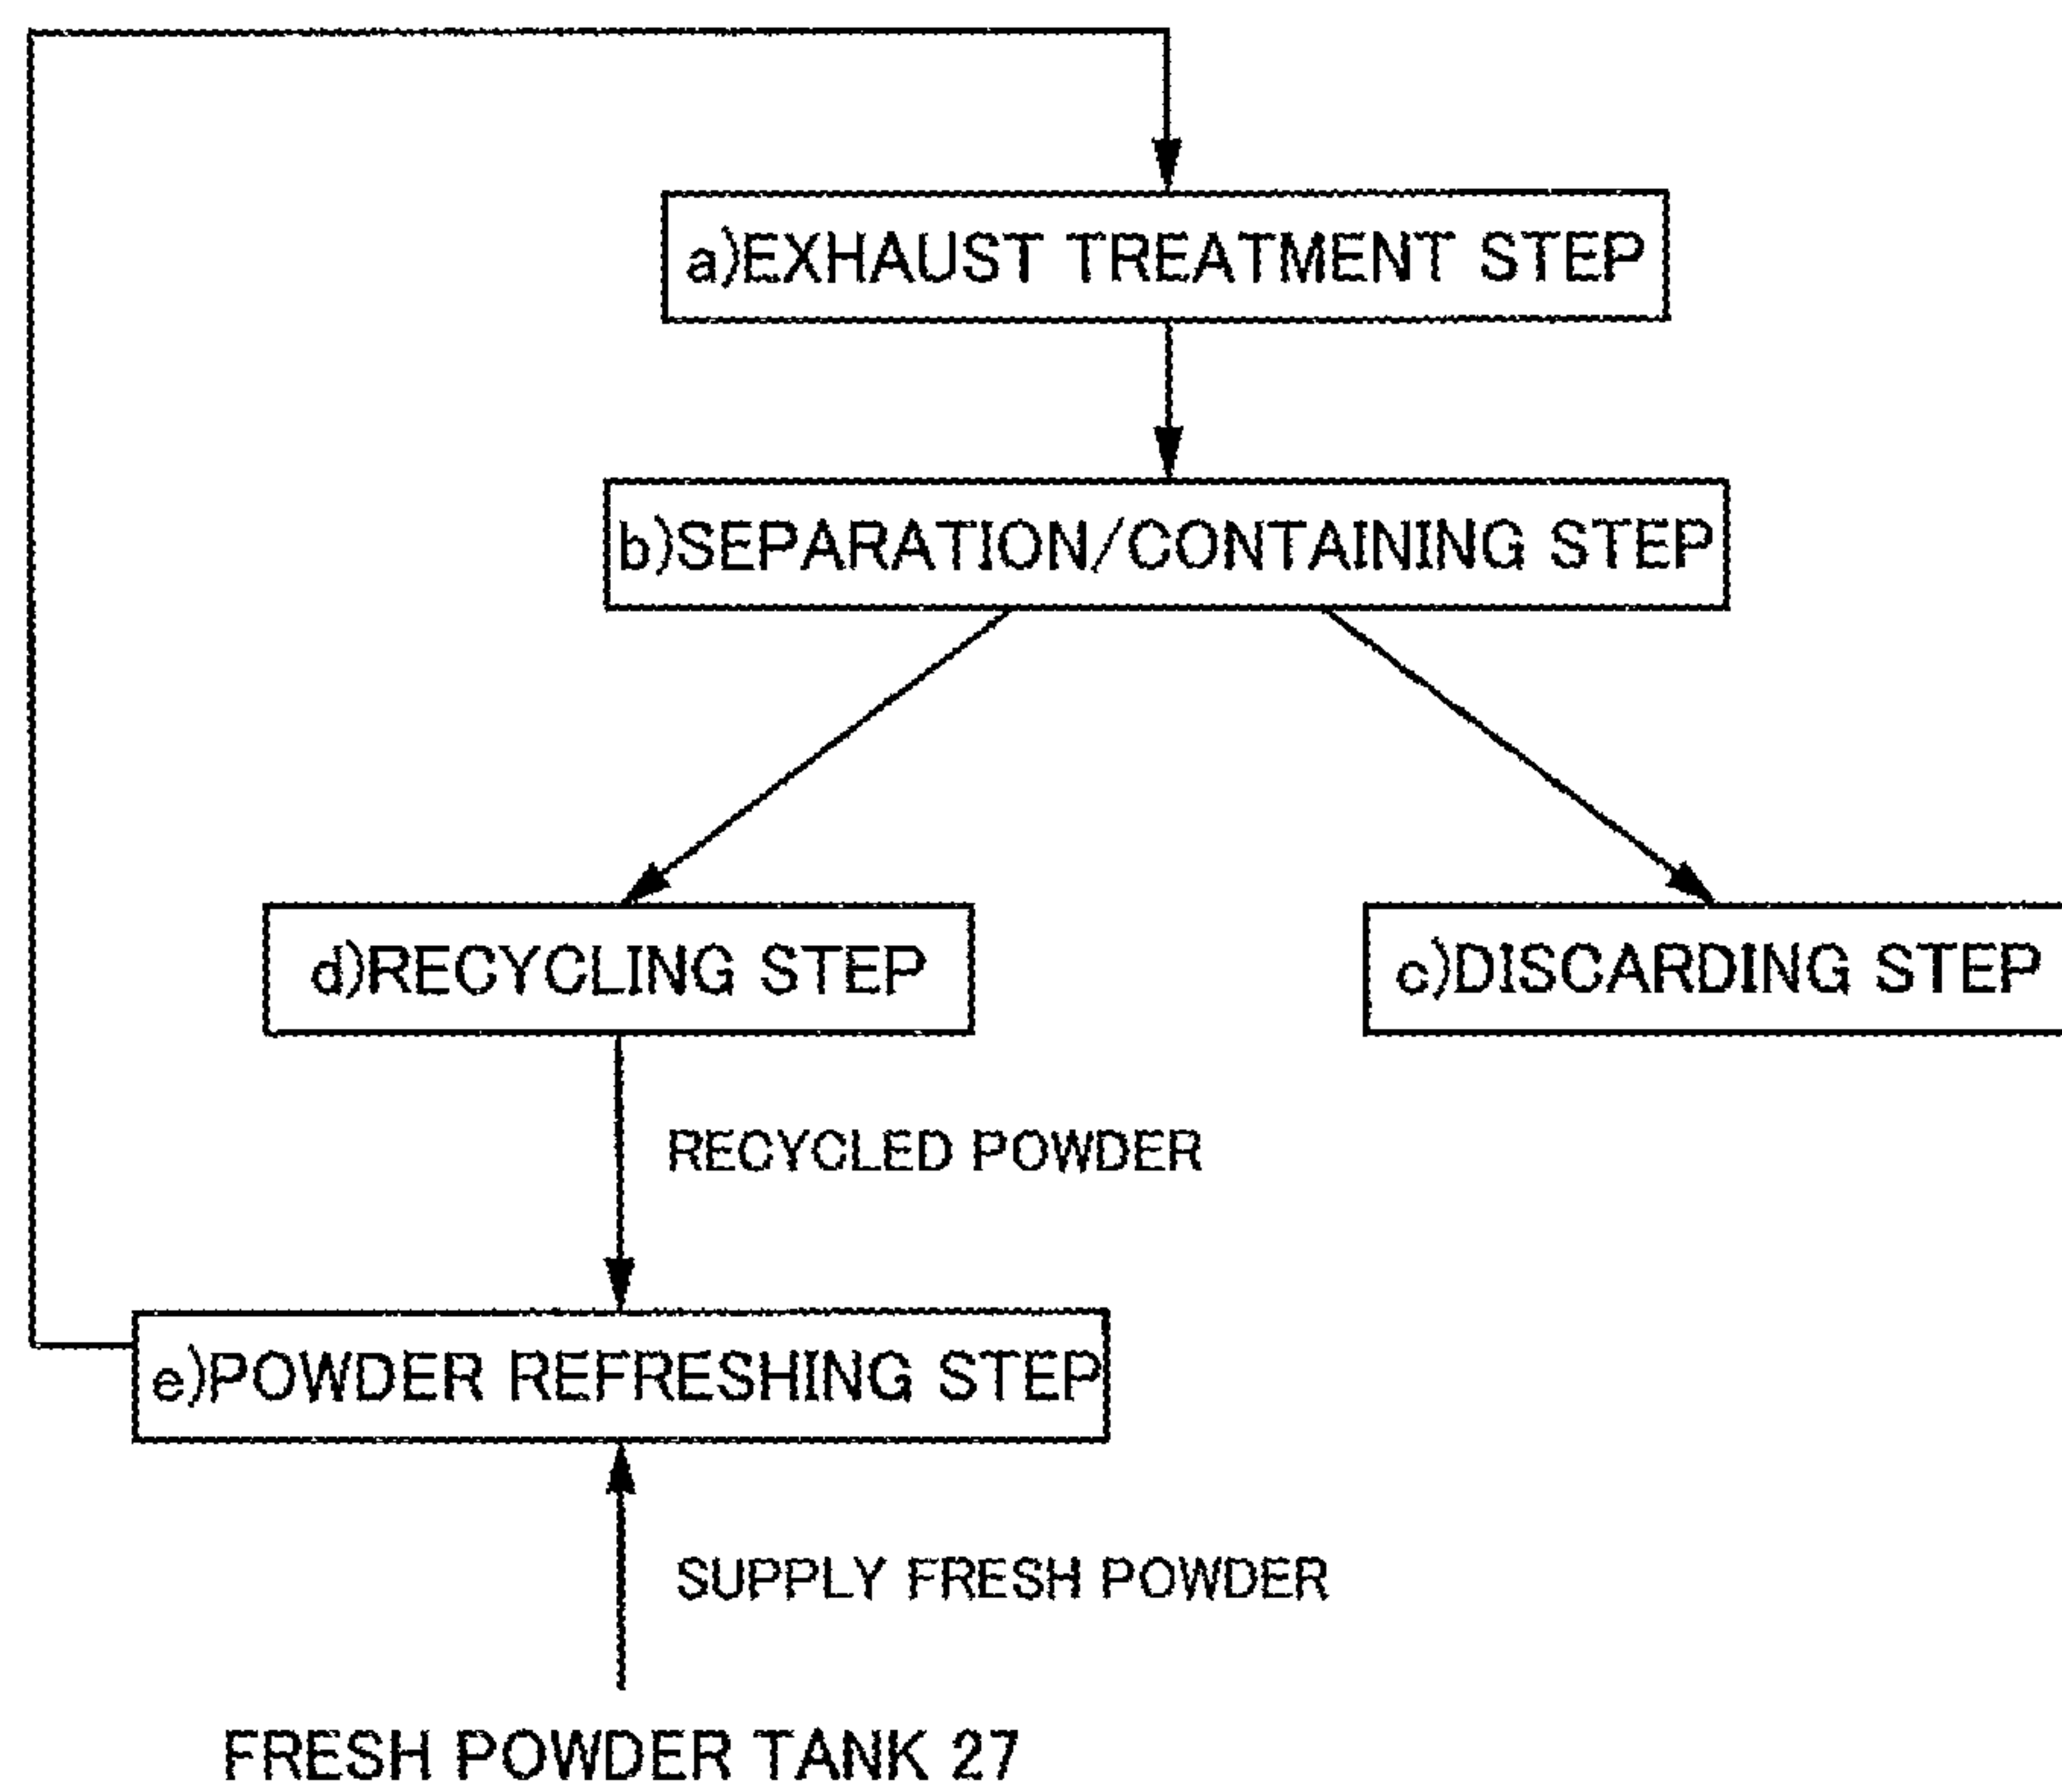 a)EXHAUST TREATMENT STEP
b)SEPARATION/CONTAINING STEP
d)RECYCLING STEP
c)DISCARDING STEP
RECYCLED POWDER
e)POWDER REFRESHING STEP
SUPPLY FRESH POWDER
FRESH POWDER TANK 27